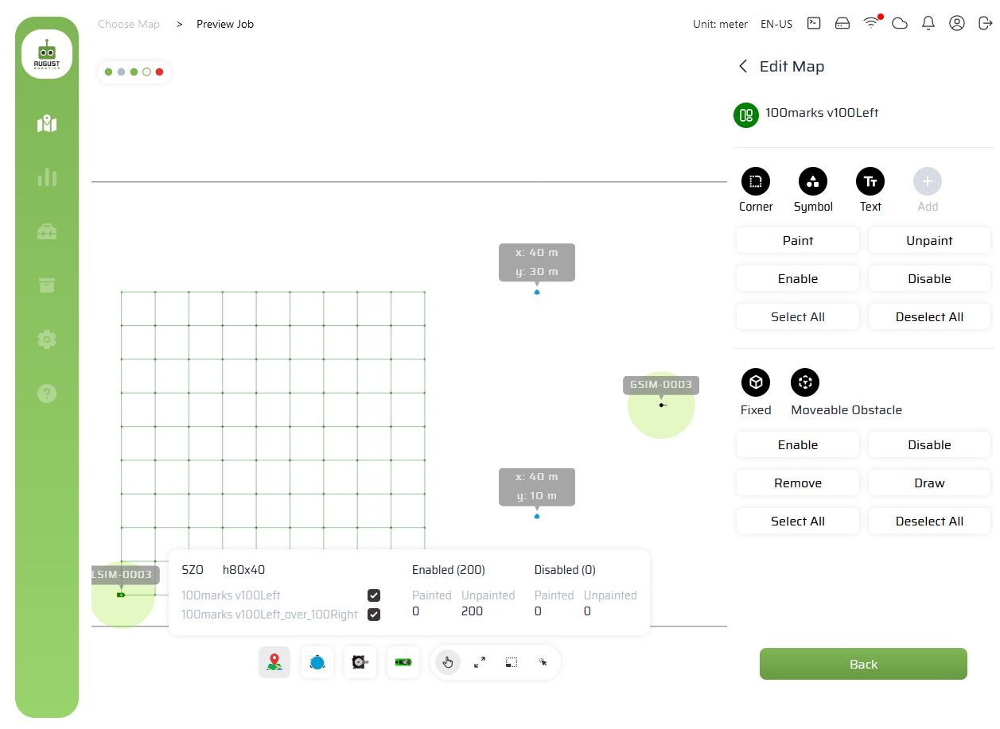 Choose Map > Preview Job
Unit: meter EN-US
AUGUST
ROBOTICS
Edit Map
100marks v100Left
Corner Symbol Text Add
Paint Unpaint
Enable Disable
Select All Deselect All
Fixed Moveable Obstacle
Enable Disable
Remove Draw
Select All Deselect All
Back
x: 40 m
y: 30 m
GSIM-0003
x: 40 m
y: 10 m
LSIM-0003
SZO h80x40 Enabled (200) Disabled (0)
100marks v100Left Painted Unpainted Painted Unpainted
100marks v100Left_over_100Right 0 200 0 0